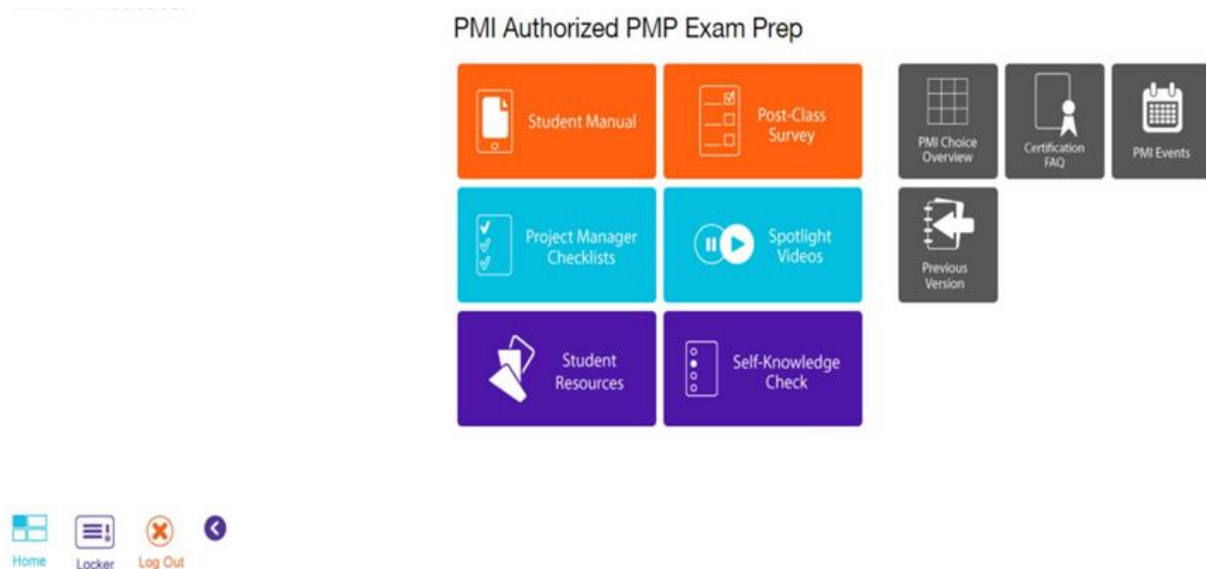 PMI Authorized PMP Exam Prep
Student Manual
Post-Class
Survey
PMI Choice
Overview
Certification
FAQ
PMI Events
Project Manager
Checklists
Spotlight
Videos
Previous
Version
Student
Resources
Self-Knowledge
Check
Home
Locker
Log Out